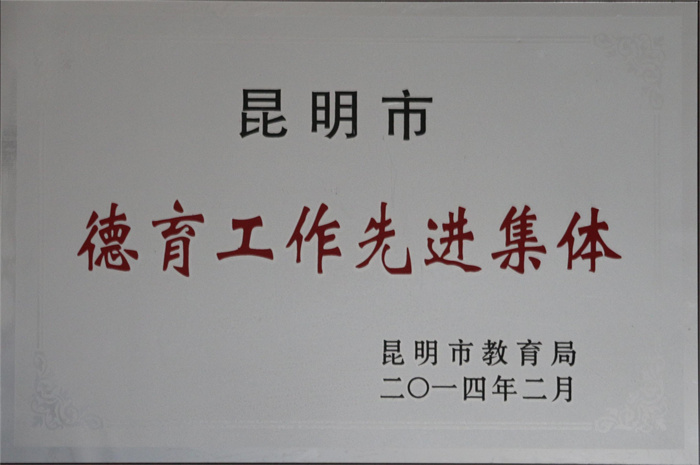 昆明市
德育工作先进集体
昆明市教育局
二〇一四年二月